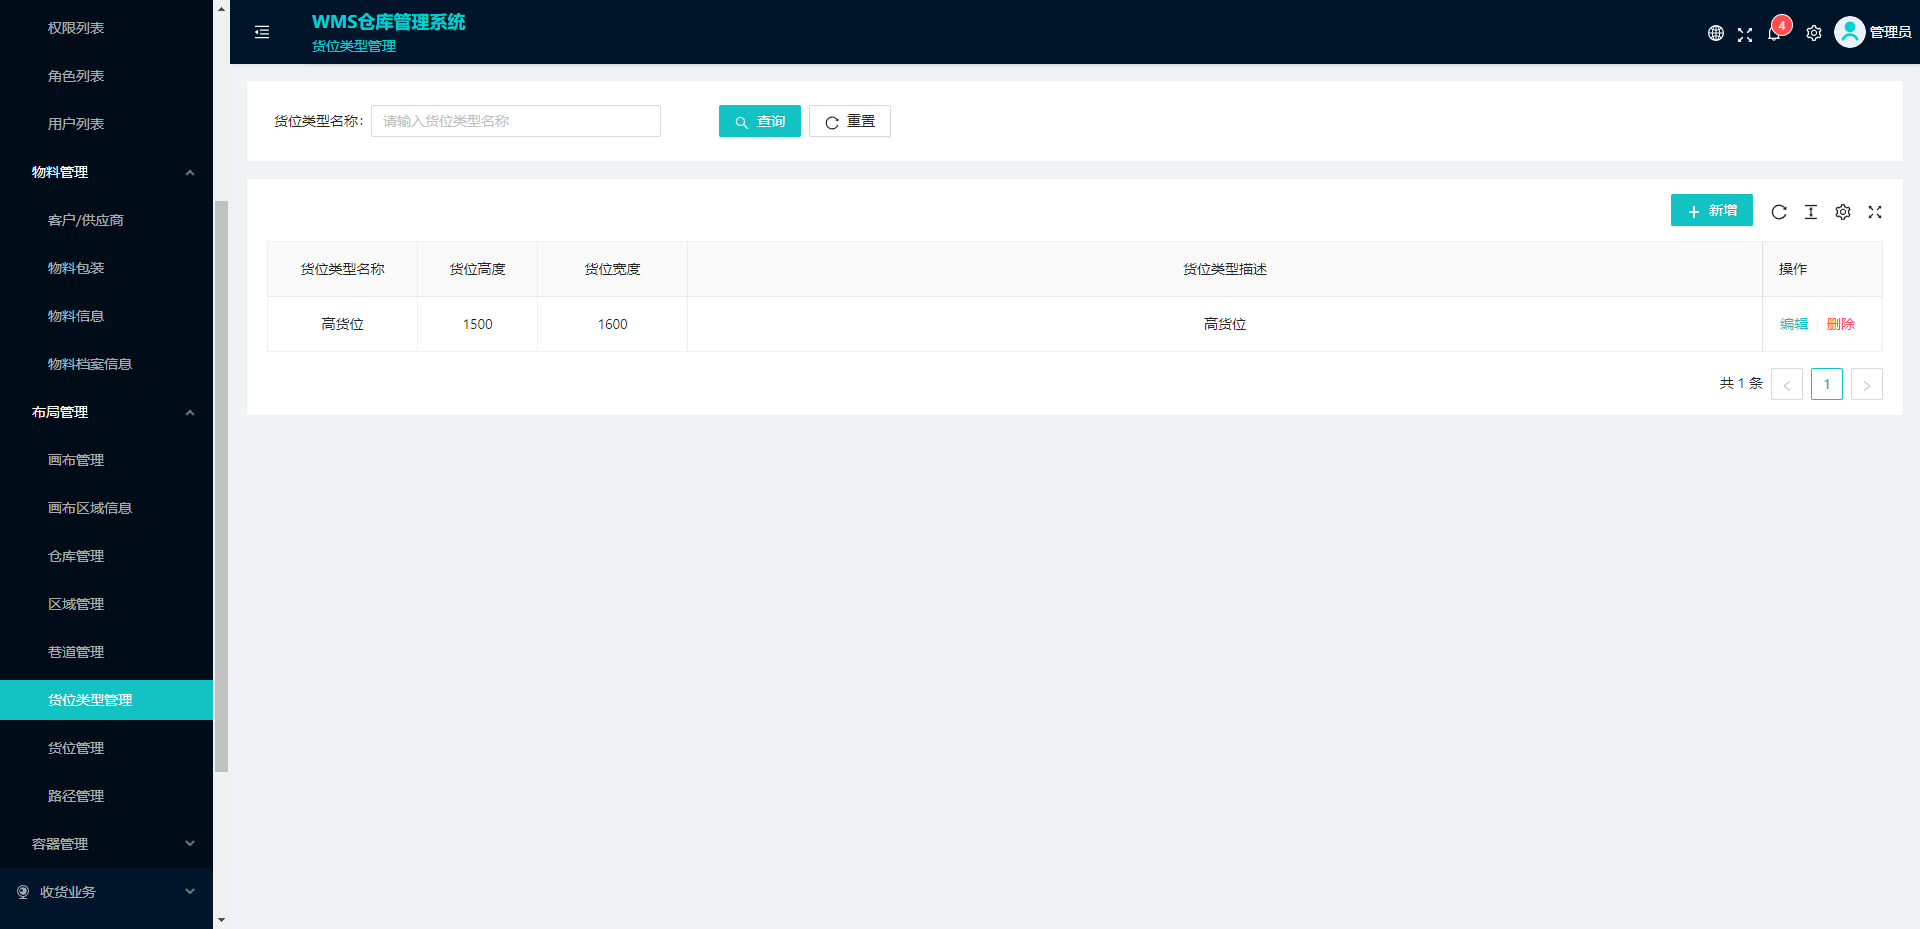 权限列表
角色列表
用户列表
物料管理
客户/供应商
物料包装
物料信息
物料档案信息
布局管理
画布管理
画布区域信息
仓库管理
区域管理
巷道管理
货位类型管理
货位管理
路径管理
容器管理
收货业务
WMS仓库管理系统
货位类型管理
4
管理员
货位类型名称: 请输入货位类型名称 查询 重置
新增
货位类型名称 货位高度 货位宽度 货位类型描述 操作
高货位 1500 1600 高货位 编辑 删除
共 1 条 < 1 >